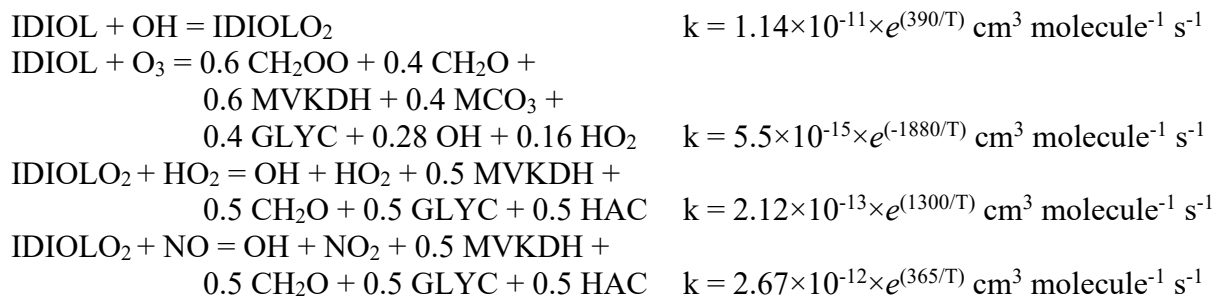 IDIOL + OH = IDIOLO₂ k = 1.14×10⁻¹¹×e⁽³⁹⁰/ᵀ⁾ cm³ molecule⁻¹ s⁻¹
IDIOL + O₃ = 0.6 CH₂OO + 0.4 CH₂O +
0.6 MVKDH + 0.4 MCO₃ +
0.4 GLYC + 0.28 OH + 0.16 HO₂ k = 5.5×10⁻¹⁵×e⁽⁻¹⁸⁸⁰/ᵀ⁾ cm³ molecule⁻¹ s⁻¹
IDIOLO₂ + HO₂ = OH + HO₂ + 0.5 MVKDH +
0.5 CH₂O + 0.5 GLYC + 0.5 HAC k = 2.12×10⁻¹³×e⁽¹³⁰⁰/ᵀ⁾ cm³ molecule⁻¹ s⁻¹
IDIOLO₂ + NO = OH + NO₂ + 0.5 MVKDH +
0.5 CH₂O + 0.5 GLYC + 0.5 HAC k = 2.67×10⁻¹²×e⁽³⁶⁵/ᵀ⁾ cm³ molecule⁻¹ s⁻¹